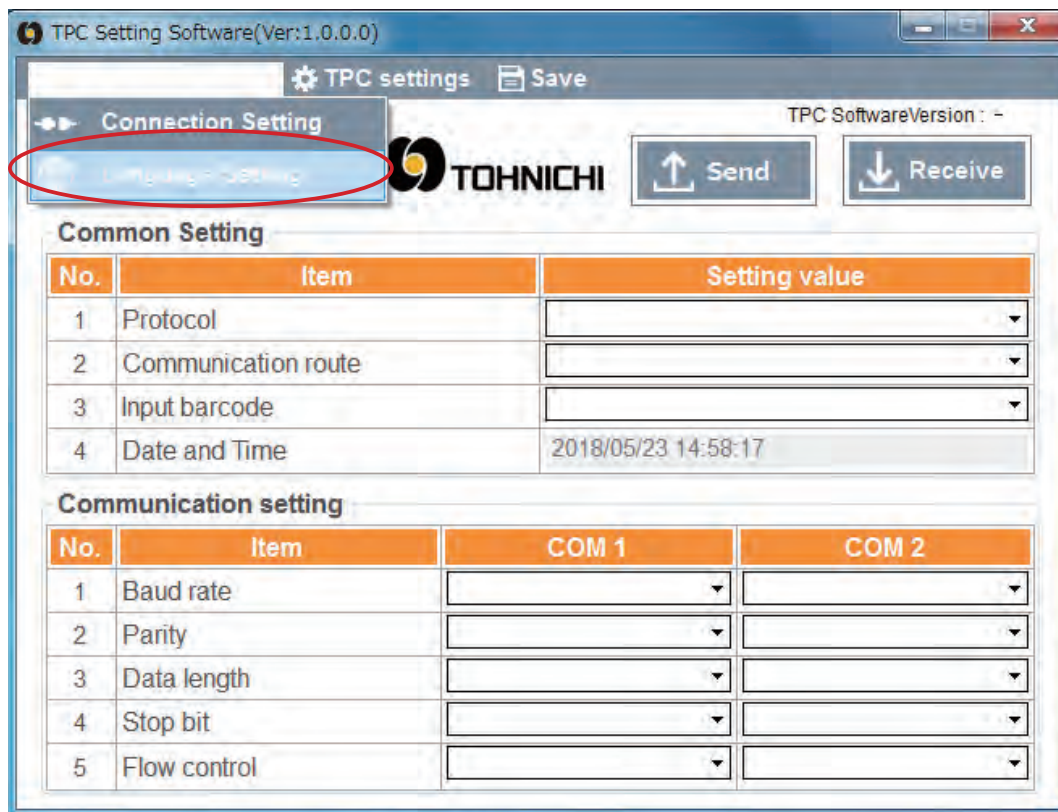 TPC Setting Software(Ver:1.0.0.0)
TPC settings Save
Connection Setting
TPC SoftwareVersion : -
TOHNICHI Send Receive
Common Setting
No. Item Setting value
1 Protocol
2 Communication route
3 Input barcode
4 Date and Time 2018/05/23 14:58:17
Communication setting
No. Item COM 1 COM 2
1 Baud rate
2 Parity
3 Data length
4 Stop bit
5 Flow control